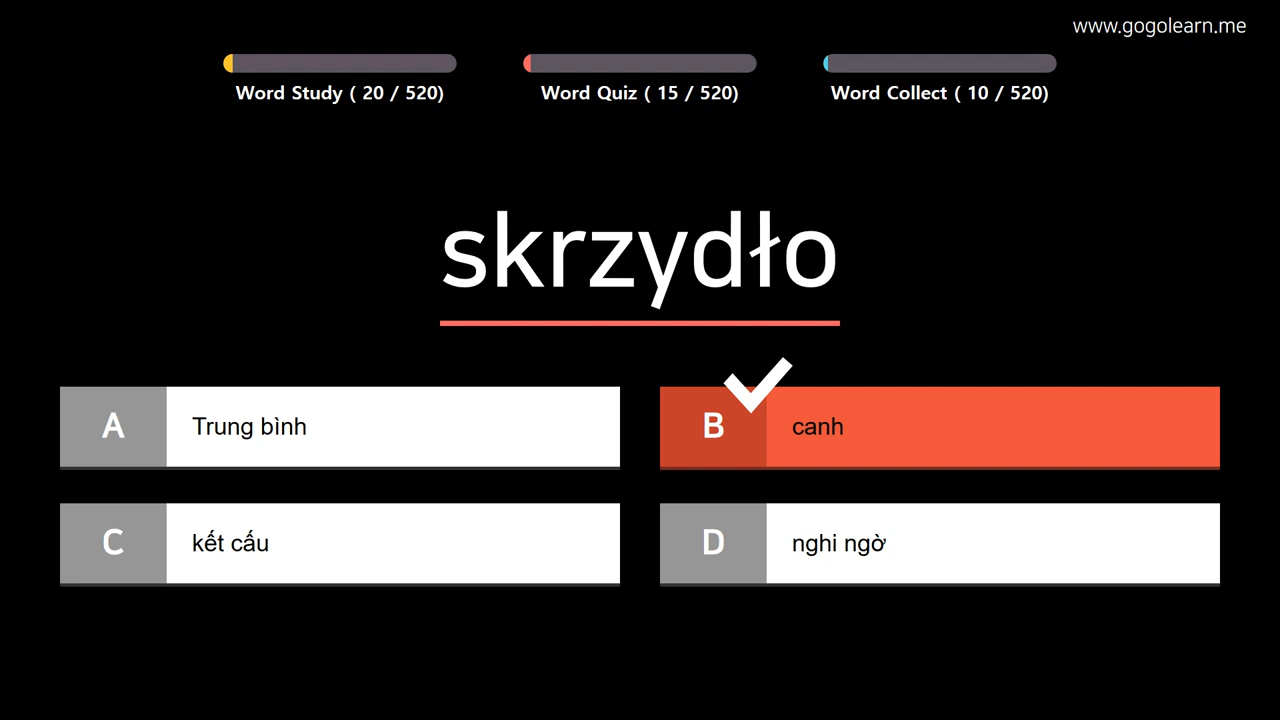 www.gogolearn.me
Word Study ( 20 / 520)
Word Quiz ( 15 / 520)
Word Collect ( 10 / 520)
skrzydło
A Trung bình
B canh
C kết cấu
D nghi ngờ